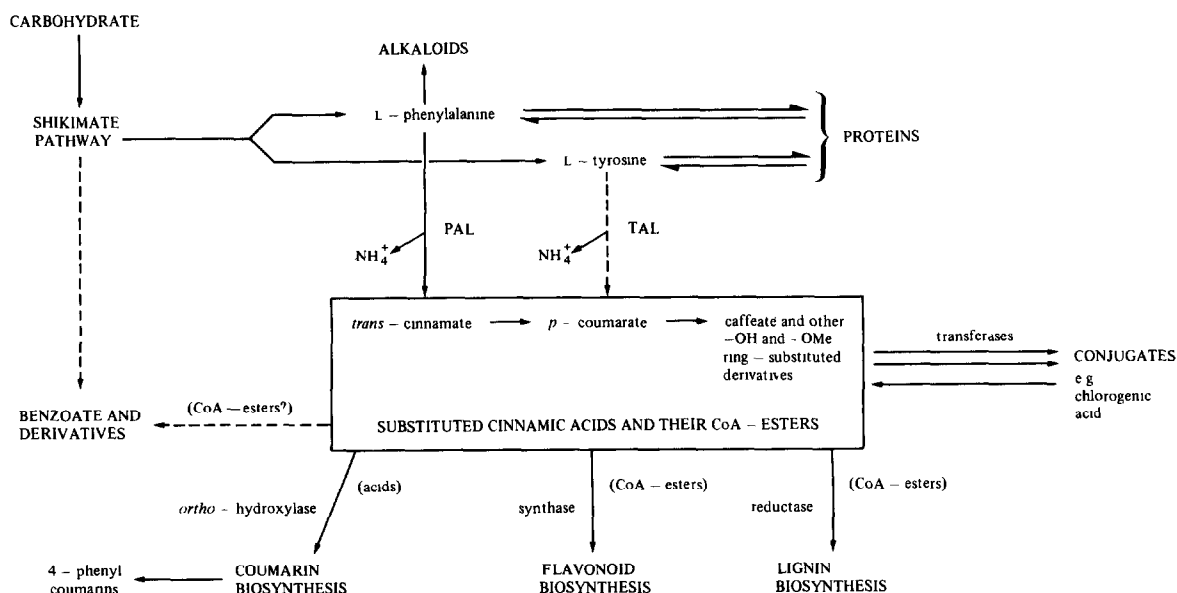 CARBOHYDRATE
ALKALOIDS
SHIKIMATE
PATHWAY
L – phenylalanine
PROTEINS
L – tyrosine
PAL
NH4+
TAL
NH4+
trans – cinnamate
p – coumarate
caffeate and other
–OH and – OMe
ring – substituted
derivatives
transferases
CONJUGATES
e g
chlorogenic
acid
BENZOATE AND
DERIVATIVES
(CoA – esters?)
SUBSTITUTED CINNAMIC ACIDS AND THEIR CoA – ESTERS
(acids)
ortho – hydroxylase
(CoA – esters)
synthase
(CoA – esters)
reductase
4 – phenyl
coumarins
COUMARIN
BIOSYNTHESIS
FLAVONOID
BIOSYNTHESIS
LIGNIN
BIOSYNTHESIS